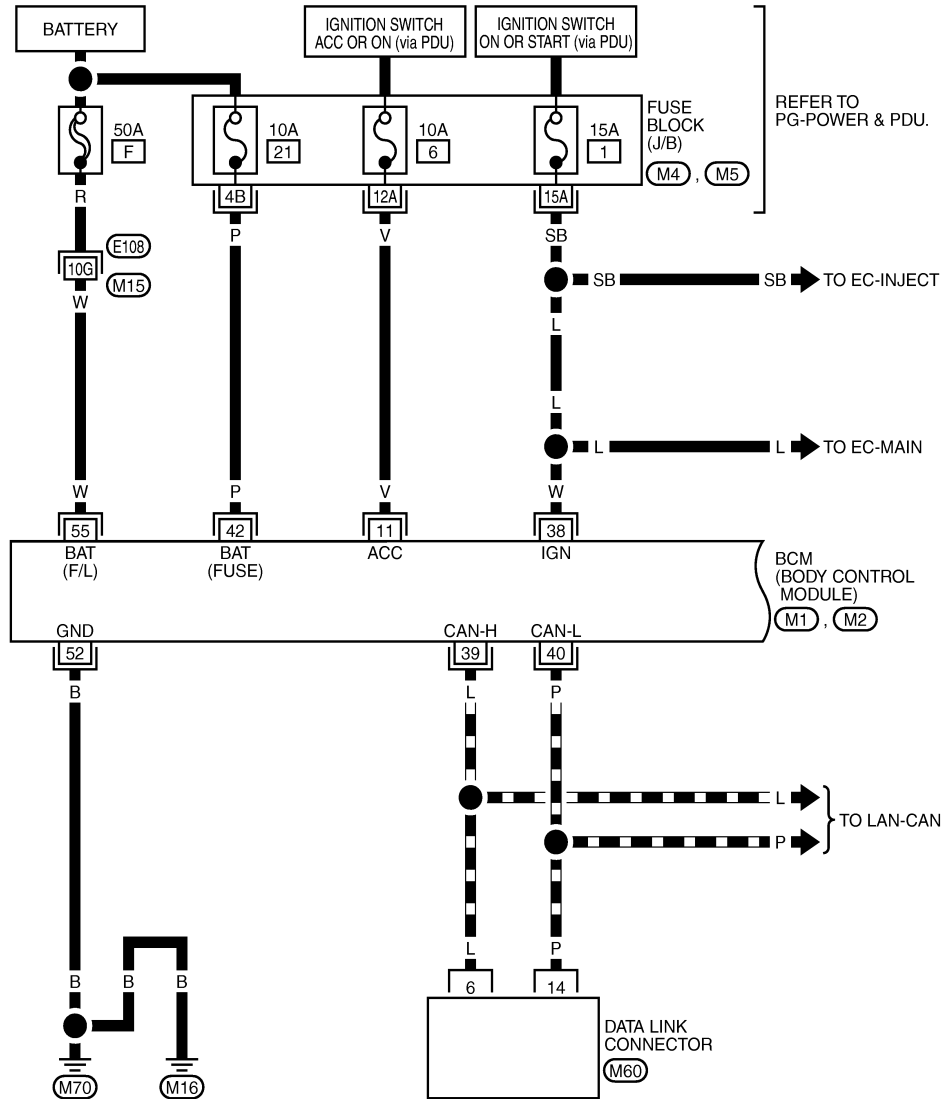 BATTERY
IGNITION SWITCH
ACC OR ON (via PDU)
IGNITION SWITCH
ON OR START (via PDU)
50A
F
10A
21
10A
6
15A
1
FUSE
BLOCK
(J/B)
M4 , M5
REFER TO
PG-POWER & PDU.
4B
12A
15A
R
P
V
SB
E108
10G
M15
W
SB
SB
TO EC-INJECT
L
L
L
L
TO EC-MAIN
W
P
V
W
55
42
11
38
BAT
(F/L)
BAT
(FUSE)
ACC
IGN
BCM
(BODY CONTROL
MODULE)
M1 , M2
GND
CAN-H
CAN-L
52
39
40
B
L
P
L
TO LAN-CAN
P
L
P
B
B
B
6
14
DATA LINK
CONNECTOR
M60
M70
M16